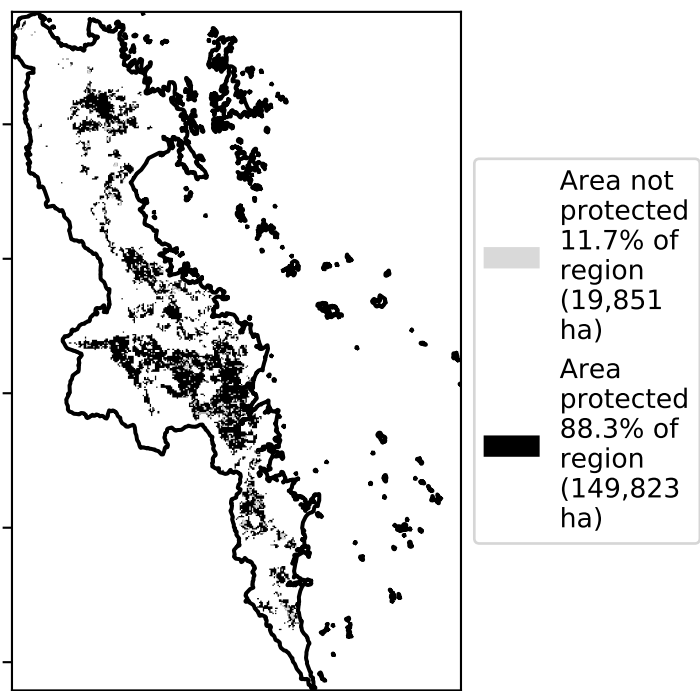 Area not
protected
11.7% of
region
(19,851
ha)
Area
protected
88.3% of
region
(149,823
ha)